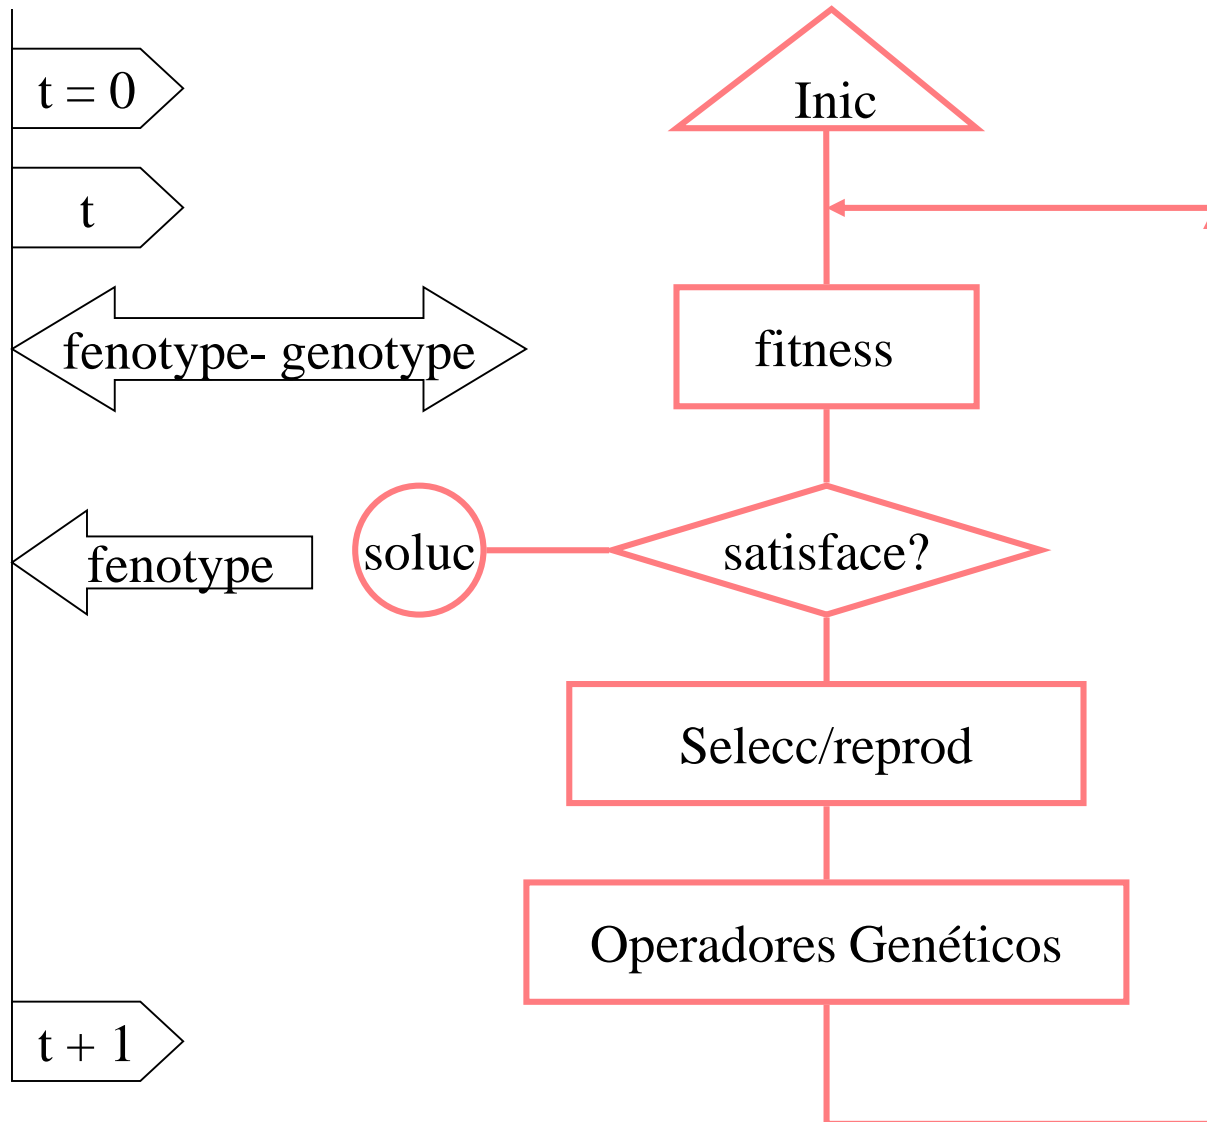 t = 0
Inic
t
fenotype- genotype
fitness
fenotype
soluc
satisface?
Selecc/reprod
Operadores Genéticos
t + 1